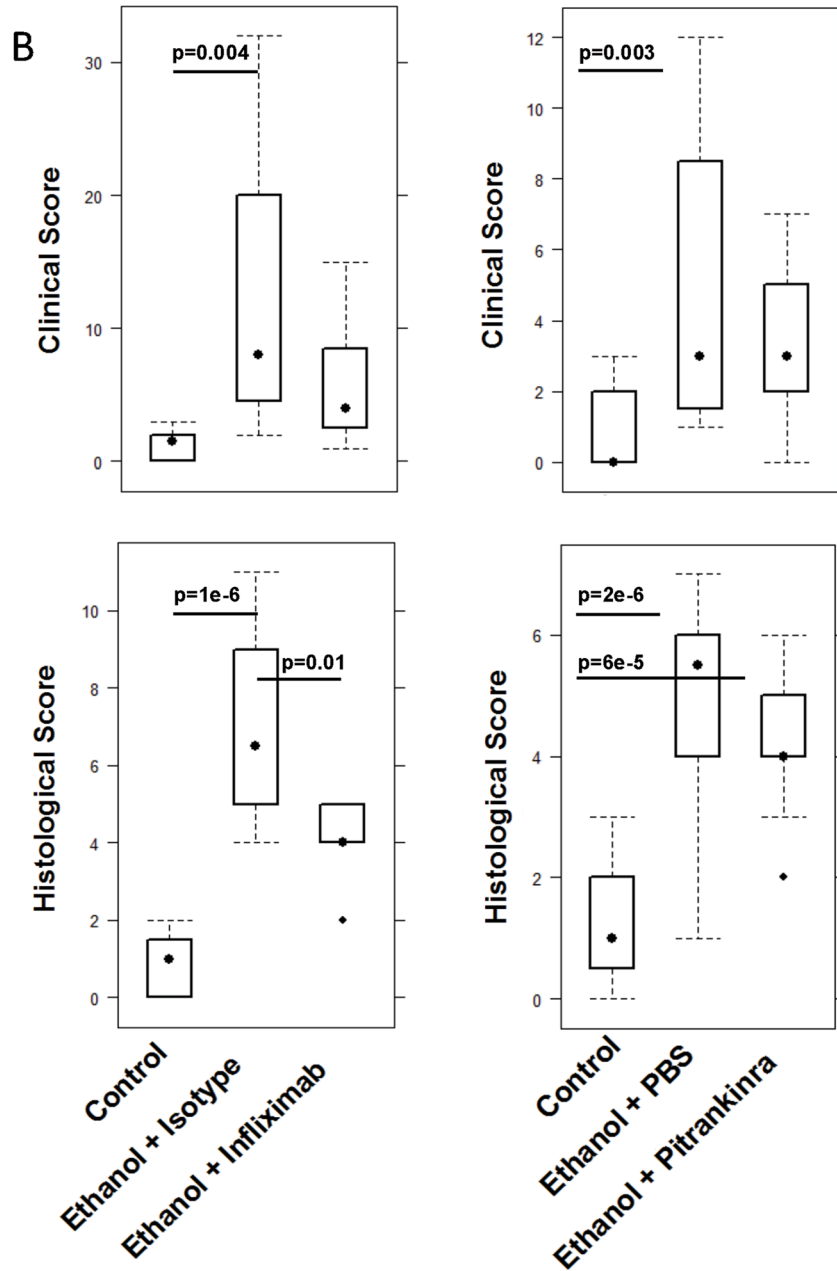 B
Clinical Score
30
20
10
0
p=0.004
Clinical Score
12
10
8
6
4
2
0
p=0.003
Histological Score
10
8
6
4
2
0
p=1e-6
p=0.01
Control
Ethanol + Isotype
Ethanol + Infliximab
Histological Score
6
4
2
0
p=2e-6
p=6e-5
Control
Ethanol + PBS
Ethanol + Pitrankinra